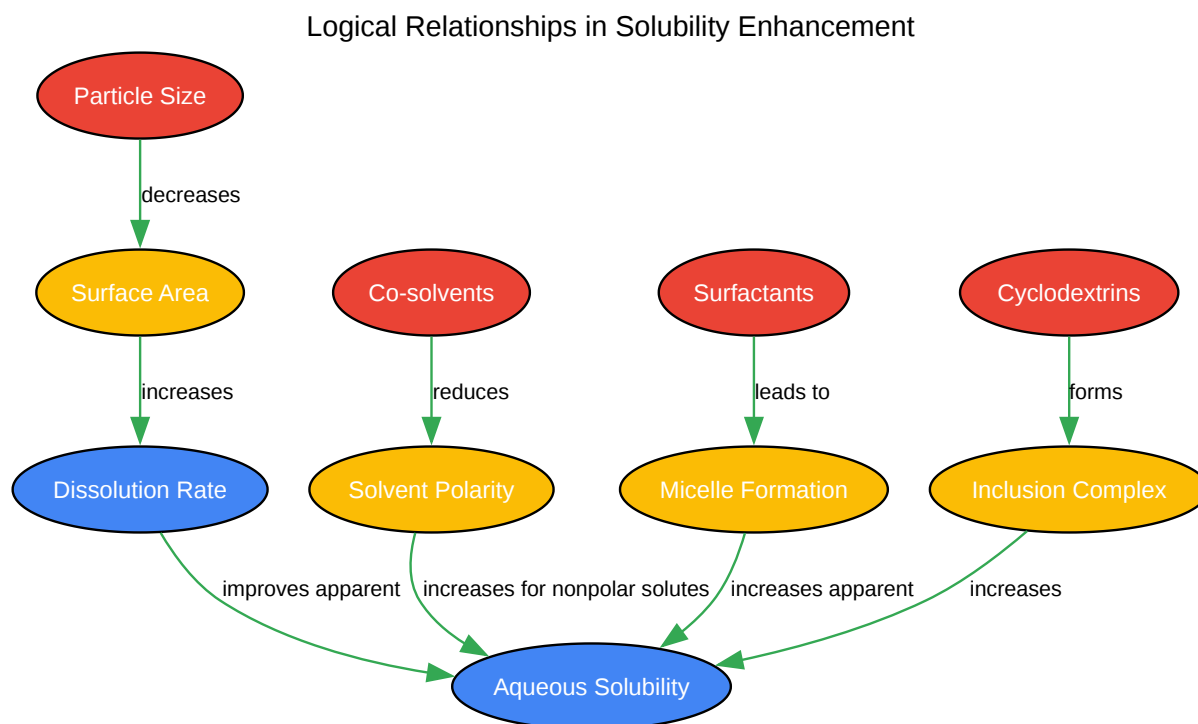 Logical Relationships in Solubility Enhancement
Particle Size
decreases
Surface Area
Co-solvents
Surfactants
Cyclodextrins
increases
reduces
leads to
forms
Dissolution Rate
Solvent Polarity
Micelle Formation
Inclusion Complex
improves apparent
increases for nonpolar solutes
increases apparent
increases
Aqueous Solubility